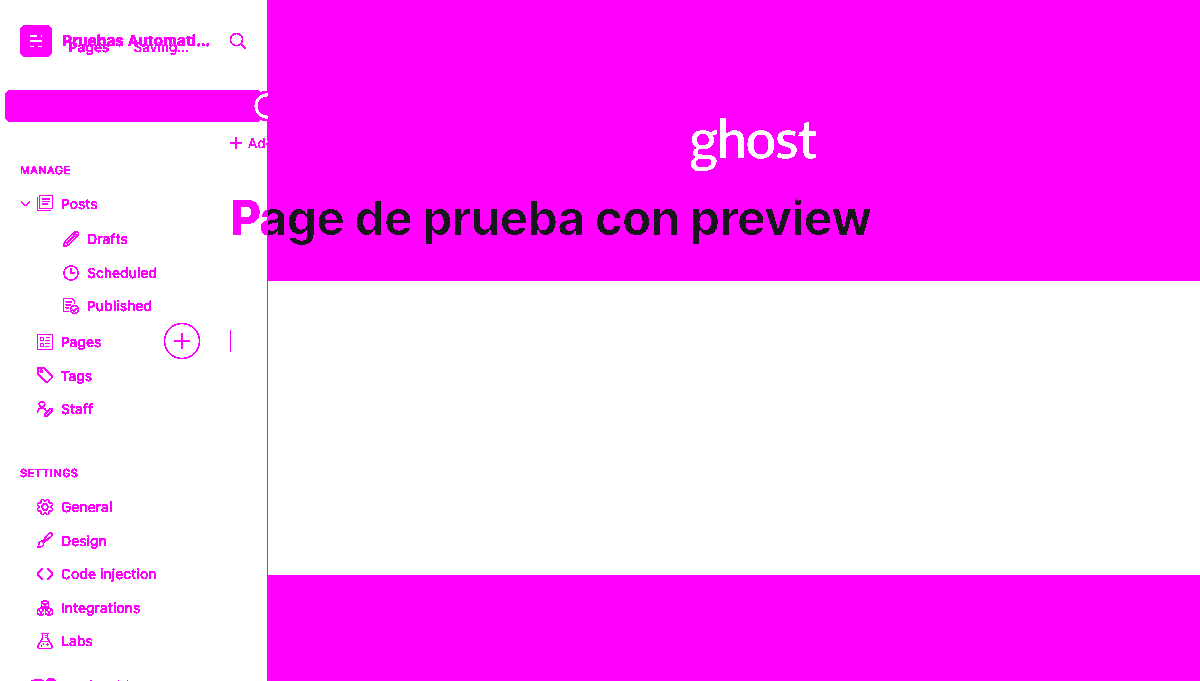 Pruebas Automati...
Pages Saving...
Ad
MANAGE
ghost
Posts
Page de prueba con preview
Drafts
Scheduled
Published
Pages
Tags
Staff
SETTINGS
General
Design
Code injection
Integrations
Labs